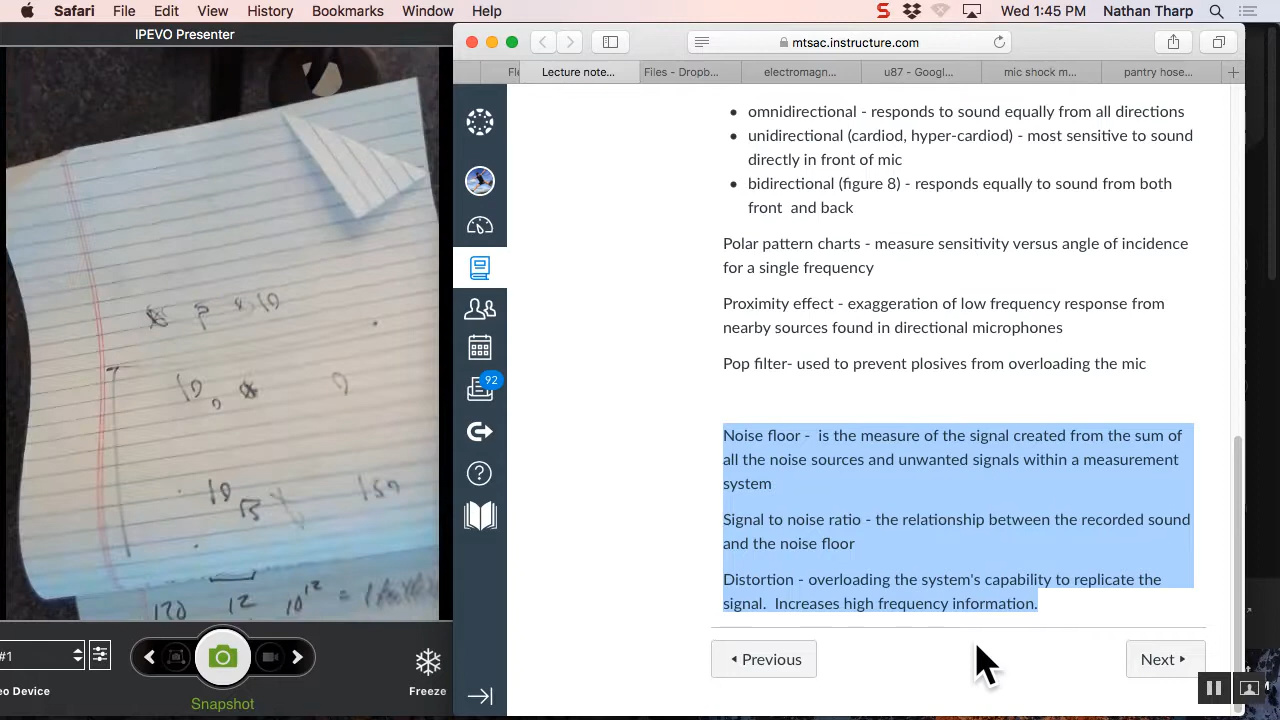 Safari File Edit View History Bookmarks Window Help Wed 1:45 PM Nathan Tharp
IPEVO Presenter
mtsac.instructure.com
Lecture note... Files - Dropb... electromagn... u87 - Googl... mic shock m... pantry hose...
omnidirectional - responds to sound equally from all directions
unidirectional (cardiod, hyper-cardiod) - most sensitive to sound
directly in front of mic
bidirectional (figure 8) - responds equally to sound from both
front and back
Polar pattern charts - measure sensitivity versus angle of incidence
for a single frequency
Proximity effect - exaggeration of low frequency response from
nearby sources found in directional microphones
Pop filter- used to prevent plosives from overloading the mic
Noise floor - is the measure of the signal created from the sum of
all the noise sources and unwanted signals within a measurement
system
Signal to noise ratio - the relationship between the recorded sound
and the noise floor
Distortion - overloading the system's capability to replicate the
signal. Increases high frequency information.
Previous
Next
92
10
120 12 10^12 =
#1
eo Device
Snapshot
Freeze